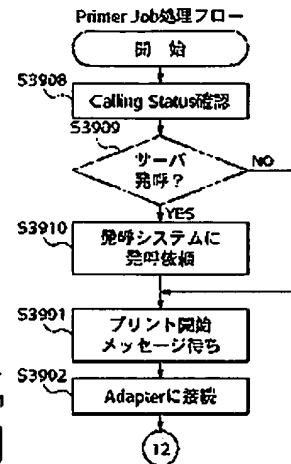 Primer Job処理フロー
開 始
S3908
Calling Status確認
S3909
サーバ
発呼？
NO
YES
S3910
発呼システムに
発呼依頼
S3901
プリント開始
メッセージ待ち
S3902
Adapterに接続
12